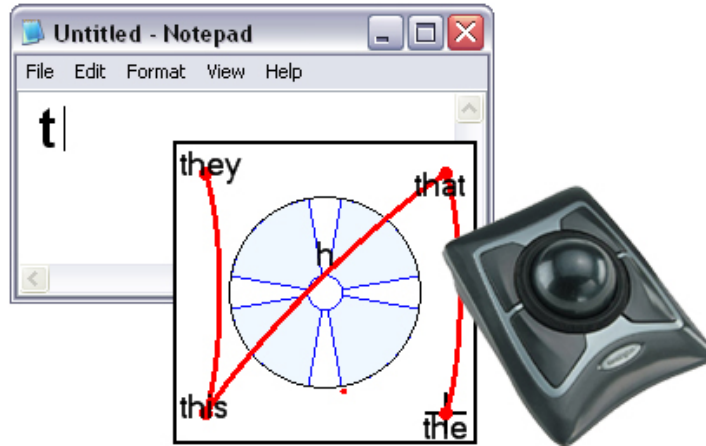 Untitled - Notepad
File Edit Format View Help
t
they
that
h
this
the